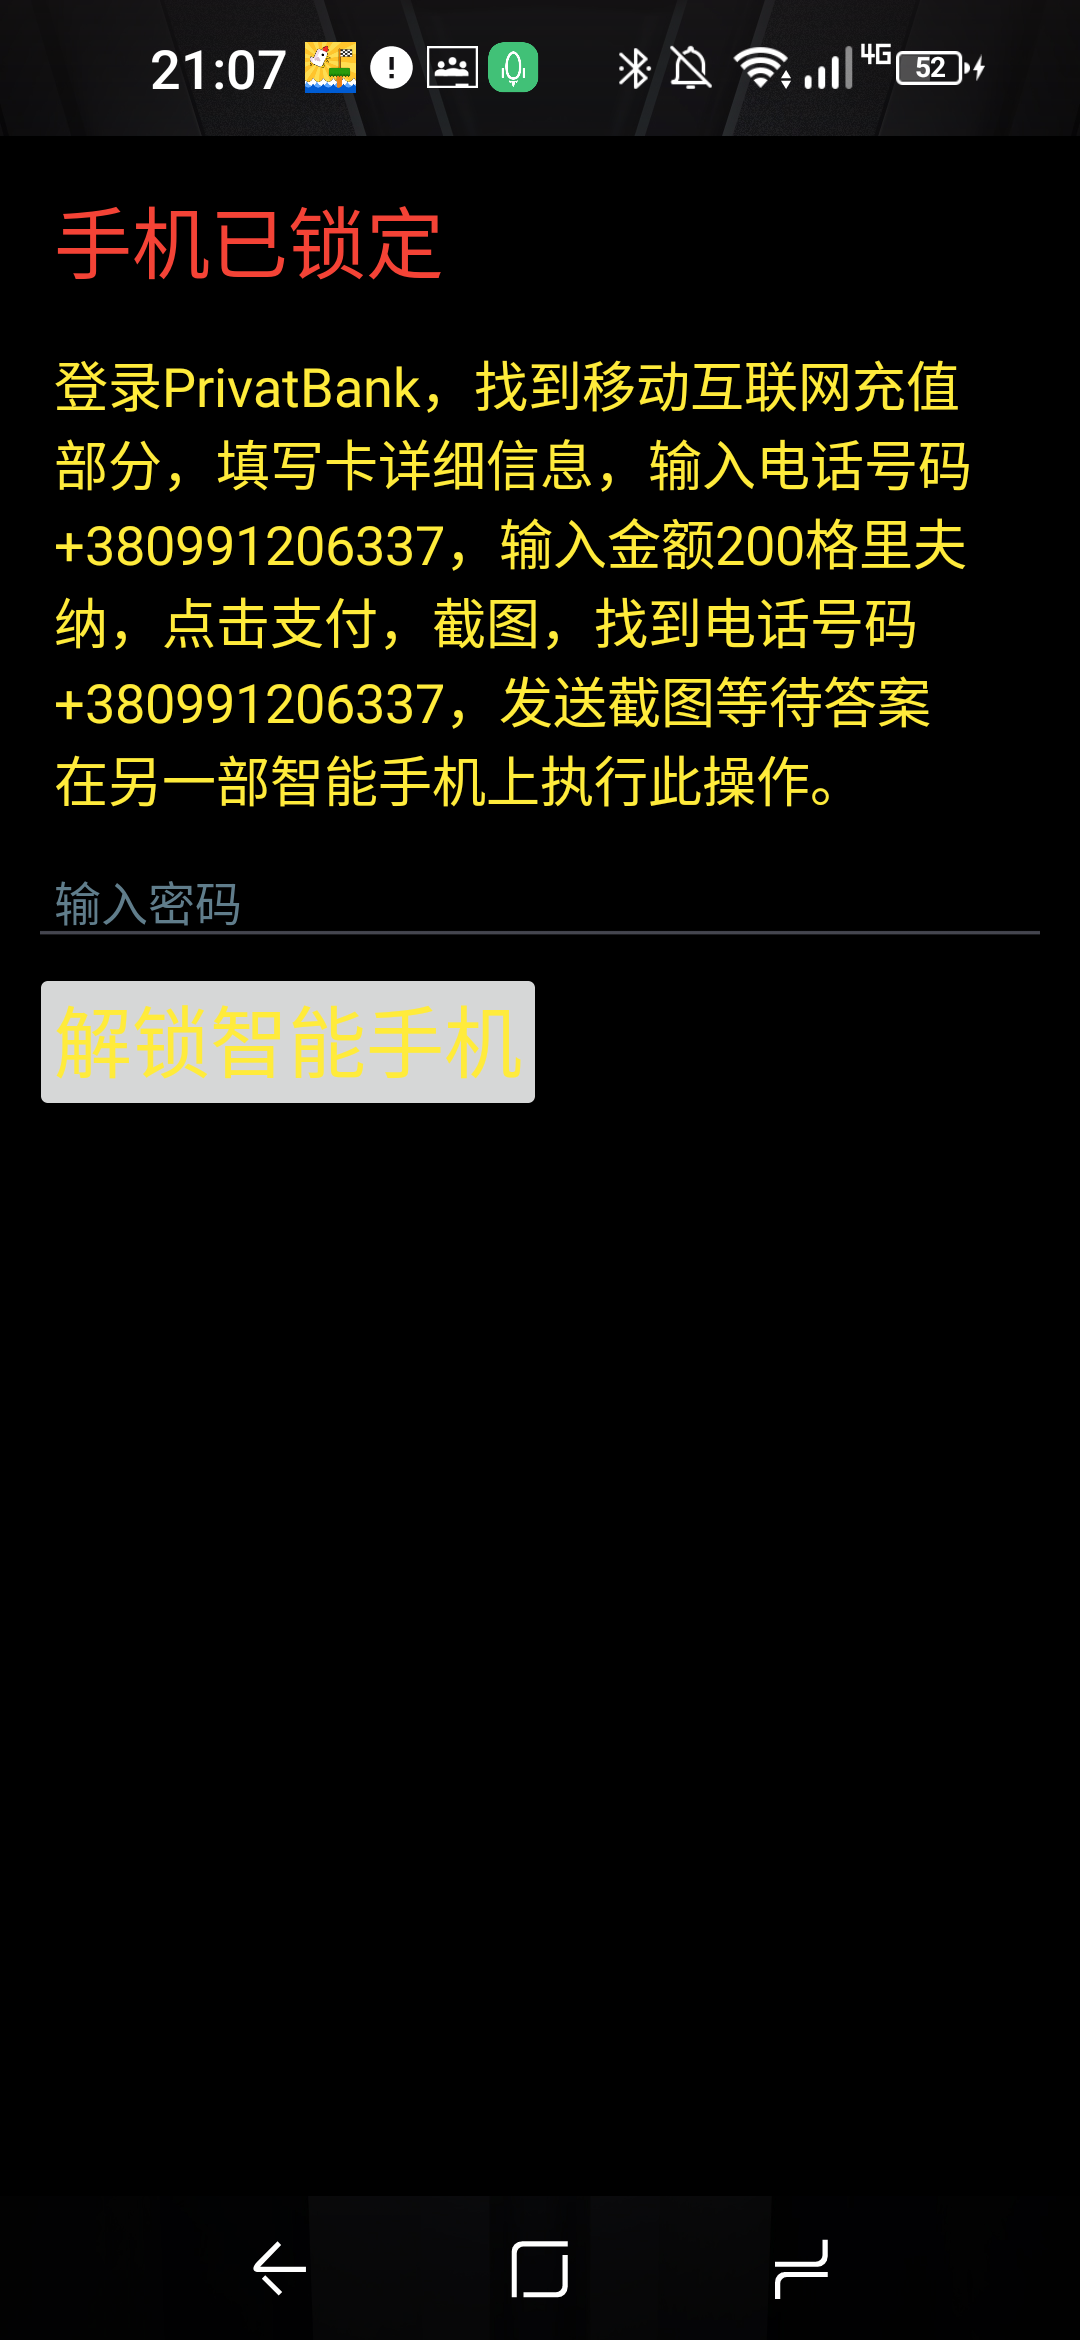 21:07
4G
52
手机已锁定
登录PrivatBank，找到移动互联网充值
部分，填写卡详细信息，输入电话号码
+380991206337，输入金额200格里夫
纳，点击支付，截图，找到电话号码
+380991206337，发送截图等待答案
在另一部智能手机上执行此操作。
输入密码
解锁智能手机